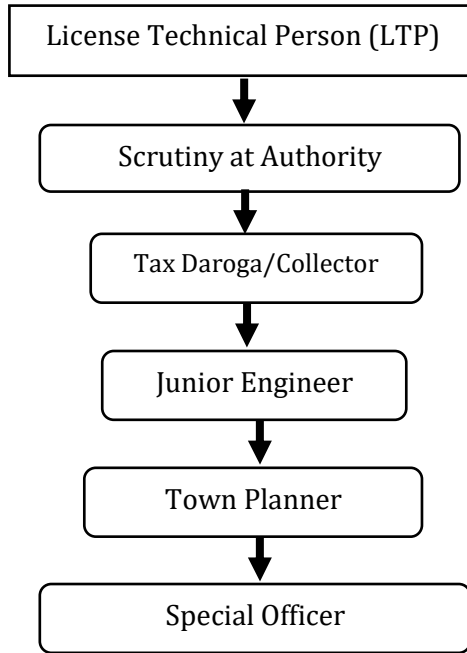 License Technical Person (LTP)
Scrutiny at Authority
Tax Daroga/Collector
Junior Engineer
Town Planner
Special Officer